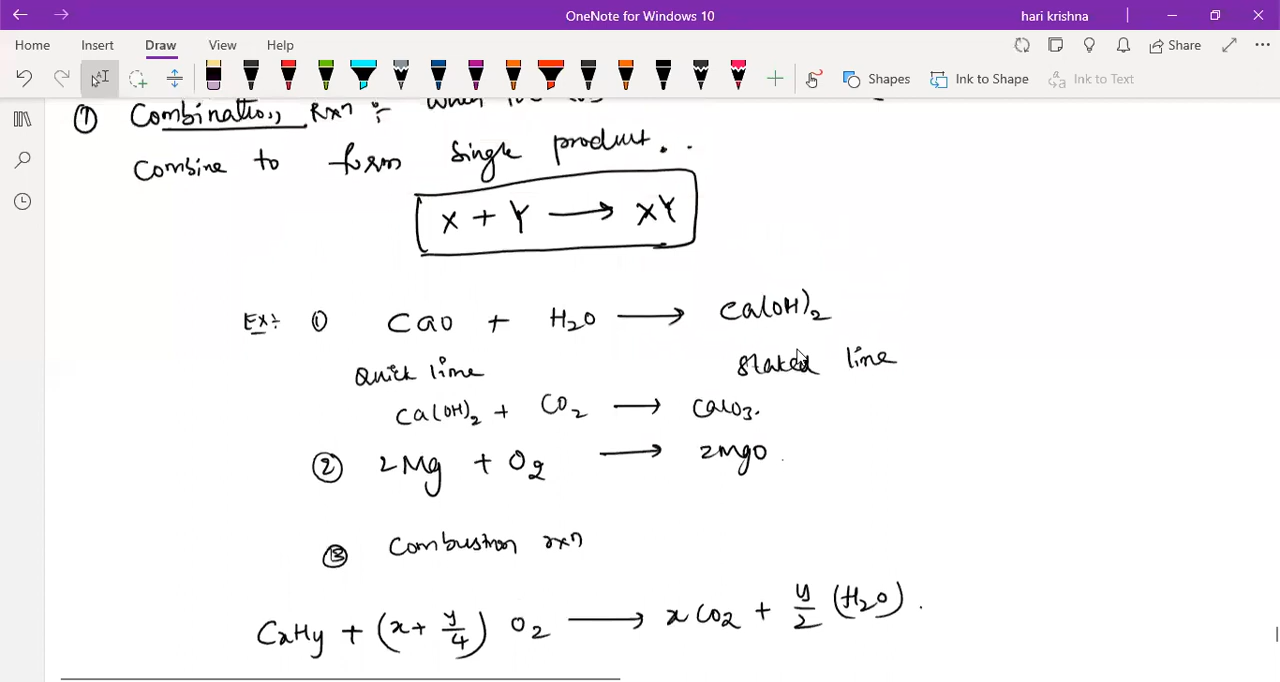 OneNote for Windows 10
hari krishna
Home Insert Draw View Help
Share
Shapes Ink to Shape Ink to Text
① Combination Rxn :- when
Combine to form Single product..
X + Y ⟶ XY
Ex:- ① CaO + H2O ⟶ Ca(OH)2
Quick lime Slaked line
Ca(OH)2 + CO2 ⟶ CaCO3.
② 2Mg + O2 ⟶ 2MgO.
③ Combustion rxn
CxHy + (x + y/4) O2 ⟶ xCO2 + y/2 (H2O).